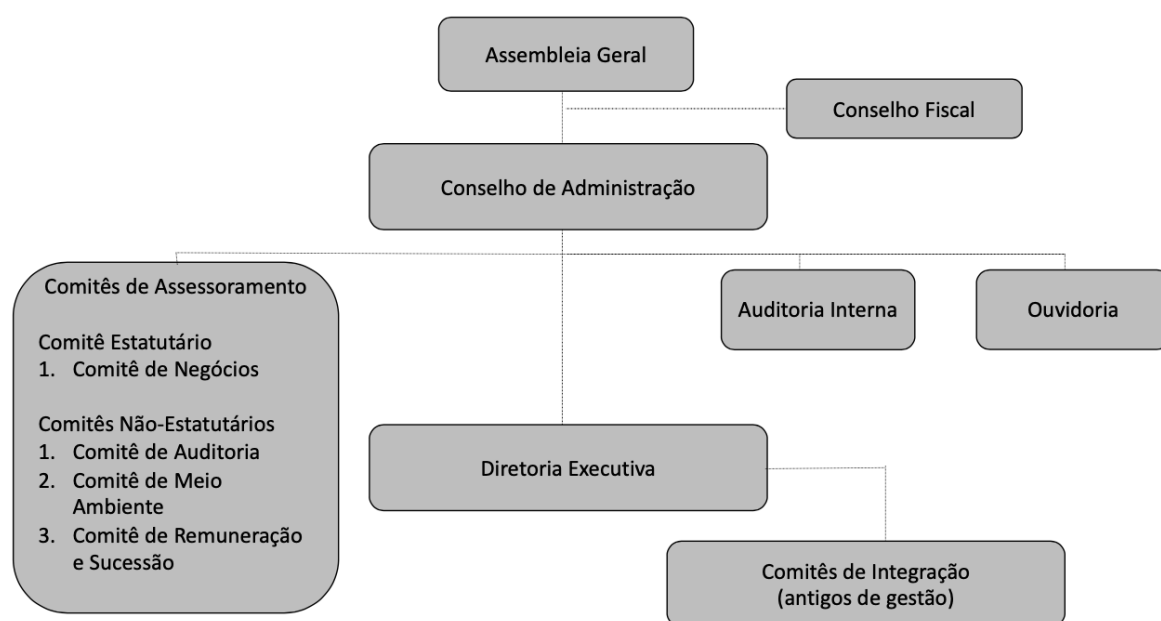 Assembleia Geral
Conselho Fiscal
Conselho de Administração
Comitês de Assessoramento
Comitê Estatutário
1. Comitê de Negócios
Comitês Não-Estatutários
1. Comitê de Auditoria
2. Comitê de Meio
Ambiente
3. Comitê de Remuneração
e Sucessão
Auditoria Interna
Ouvidoria
Diretoria Executiva
Comitês de Integração
(antigos de gestão)